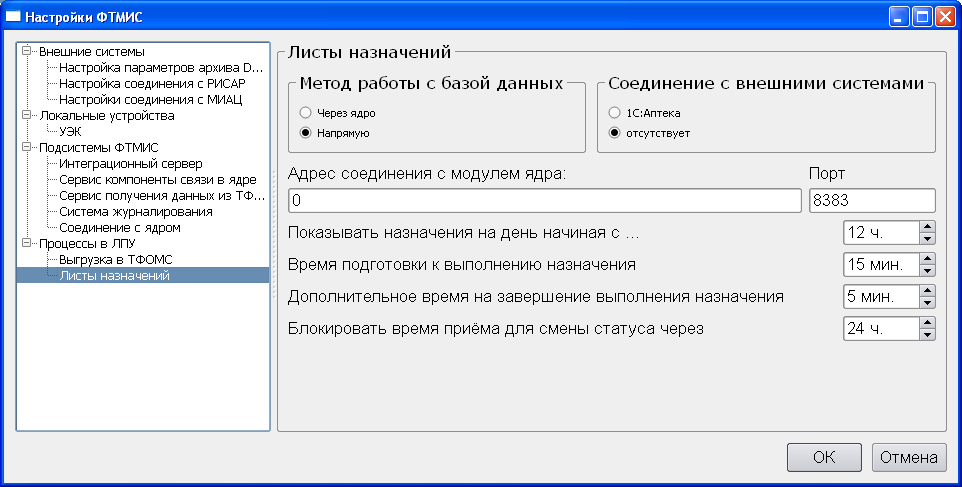 Настройки ФТМИС
Внешние системы
Настройка параметров архива D...
Настройка соединения с РИСАР
Настройки соединения с МИАЦ
Локальные устройства
УЭК
Подсистемы ФТМИС
Интеграционный сервер
Сервис компоненты связи в ядре
Сервис получения данных из ТФ...
Система журналирования
Соединение с ядром
Процессы в ЛПУ
Выгрузка в ТФОМС
Листы назначений
Листы назначений
Метод работы с базой данных
Через ядро
Напрямую
Соединение с внешними системами
1С:Аптека
отсутствует
Адрес соединения с модулем ядра: Порт
0 8383
Показывать назначения на день начиная с ... 12 ч.
Время подготовки к выполнению назначения 15 мин.
Дополнительное время на завершение выполнения назначения 5 мин.
Блокировать время приёма для смены статуса через 24 ч.
OK Отмена